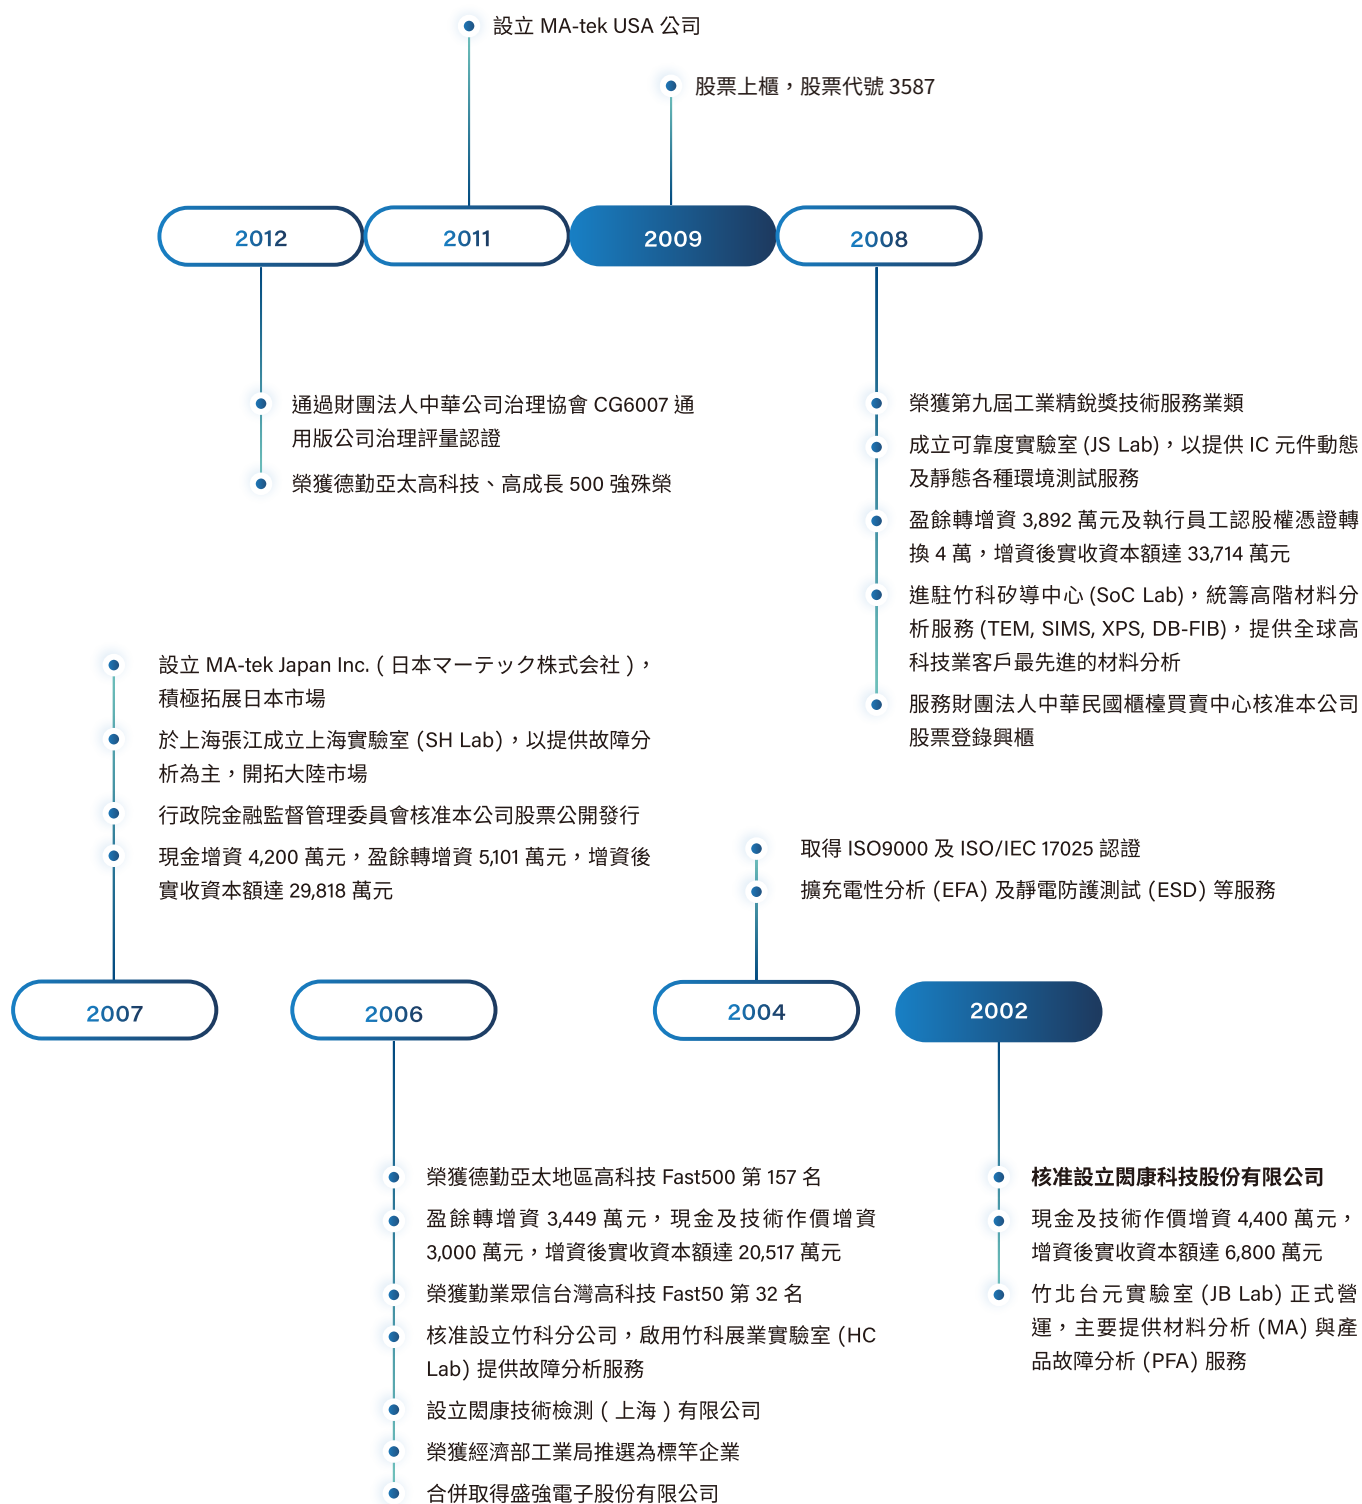 設立 MA-tek USA 公司
股票上櫃，股票代號 3587
2012
2011
2009
2008
通過財團法人中華公司治理協會 CG6007 通
用版公司治理評量認證
榮獲德勤亞太高科技、高成長 500 強殊榮
榮獲第九屆工業精銳獎技術服務業類
成立可靠度實驗室 (JS Lab)，以提供 IC 元件動態
及靜態各種環境測試服務
盈餘轉增資 3,892 萬元及執行員工認股權憑證轉
換 4 萬，增資後實收資本額達 33,714 萬元
進駐竹科矽導中心 (SoC Lab)，統籌高階材料分
析服務 (TEM, SIMS, XPS, DB-FIB)，提供全球高
科技業客戶最先進的材料分析
服務財團法人中華民國櫃檯買賣中心核准本公司
股票登錄興櫃
設立 MA-tek Japan Inc. ( 日本マーテック株式会社 )，
積極拓展日本市場
於上海張江成立上海實驗室 (SH Lab)，以提供故障分
析為主，開拓大陸市場
行政院金融監督管理委員會核准本公司股票公開發行
現金增資 4,200 萬元，盈餘轉增資 5,101 萬元，增資後
實收資本額達 29,818 萬元
取得 ISO9000 及 ISO/IEC 17025 認證
擴充電性分析 (EFA) 及靜電防護測試 (ESD) 等服務
2007
2006
2004
2002
榮獲德勤亞太地區高科技 Fast500 第 157 名
盈餘轉增資 3,449 萬元，現金及技術作價增資
3,000 萬元，增資後實收資本額達 20,517 萬元
榮獲勤業眾信台灣高科技 Fast50 第 32 名
核准設立竹科分公司，啟用竹科展業實驗室 (HC
Lab) 提供故障分析服務
設立閎康技術檢測 ( 上海 ) 有限公司
榮獲經濟部工業局推選為標竿企業
合併取得盛強電子股份有限公司
核准設立閎康科技股份有限公司
現金及技術作價增資 4,400 萬元，
增資後實收資本額達 6,800 萬元
竹北台元實驗室 (JB Lab) 正式營
運，主要提供材料分析 (MA) 與產
品故障分析 (PFA) 服務